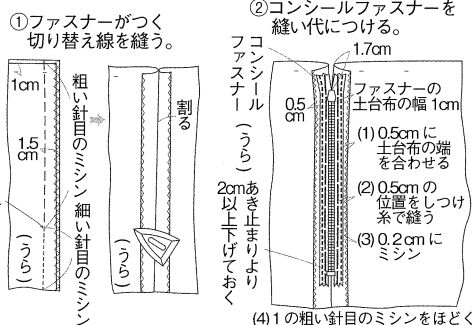 ①ファスナーがつく
切り替え線を縫う。
1cm
1.5
cm
粗い針目のミシン
細い針目のミシン
(うら)
割る
(うら)
②コンシールファスナーを
縫い代につける。
1.7cm
コンシール
ファスナー
0.5
cm
(うら)
あき止まりより
2cm以上下げておく
ファスナーの
土台布の幅1cm
(1)0.5cmに
土台布の端
を合わせる
(2)0.5cmの
位置をしつけ
糸で縫う
(3)0.2cmに
ミシン
(4)1の粗い針目のミシンをほどく